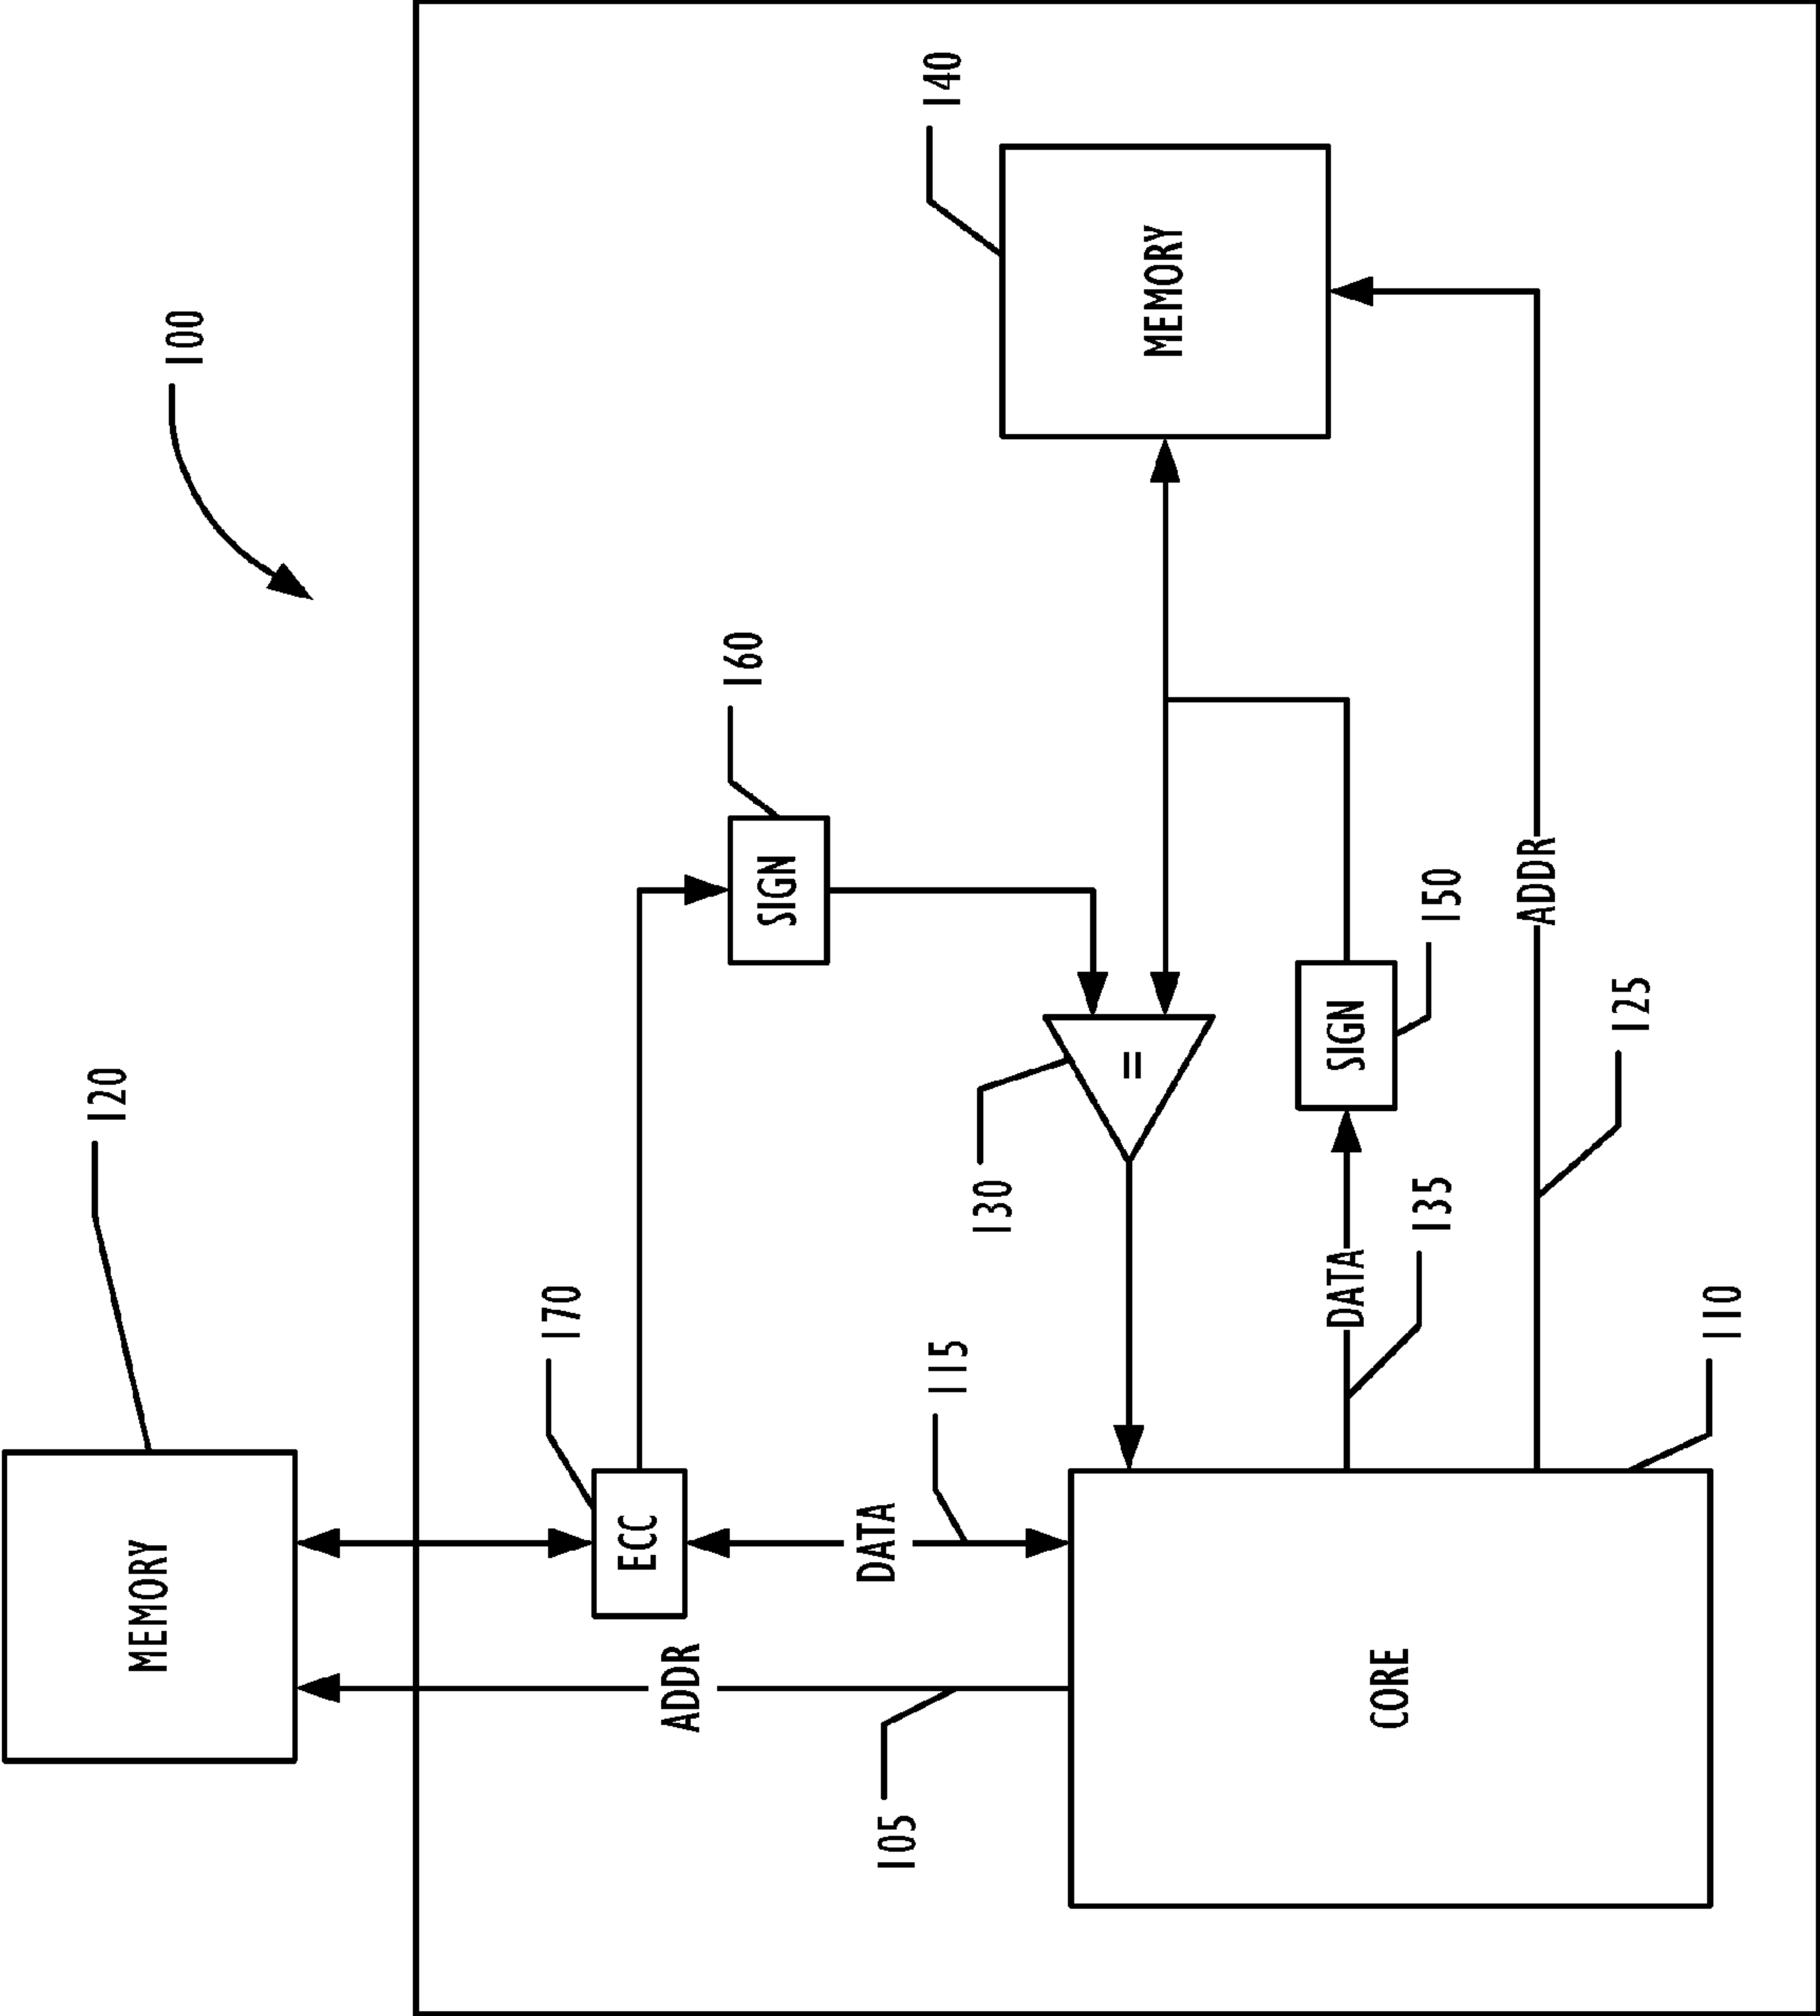 120
MEMORY
100
170
ECC
ADDR
160
SIGN
DATA
105
115
140
130
=
MEMORY
DATA
SIGN
CORE
135
150
ADDR
125
110